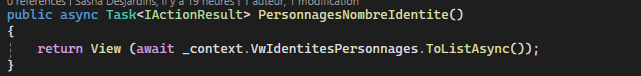 0 references | Sasha Desjardins, il y a 19 heures | 1 auteur, 1 modification
public async Task<IActionResult> PersonnagesNombreIdentite()
{
return View (await _context.VwIdentitesPersonnages.ToListAsync());
}